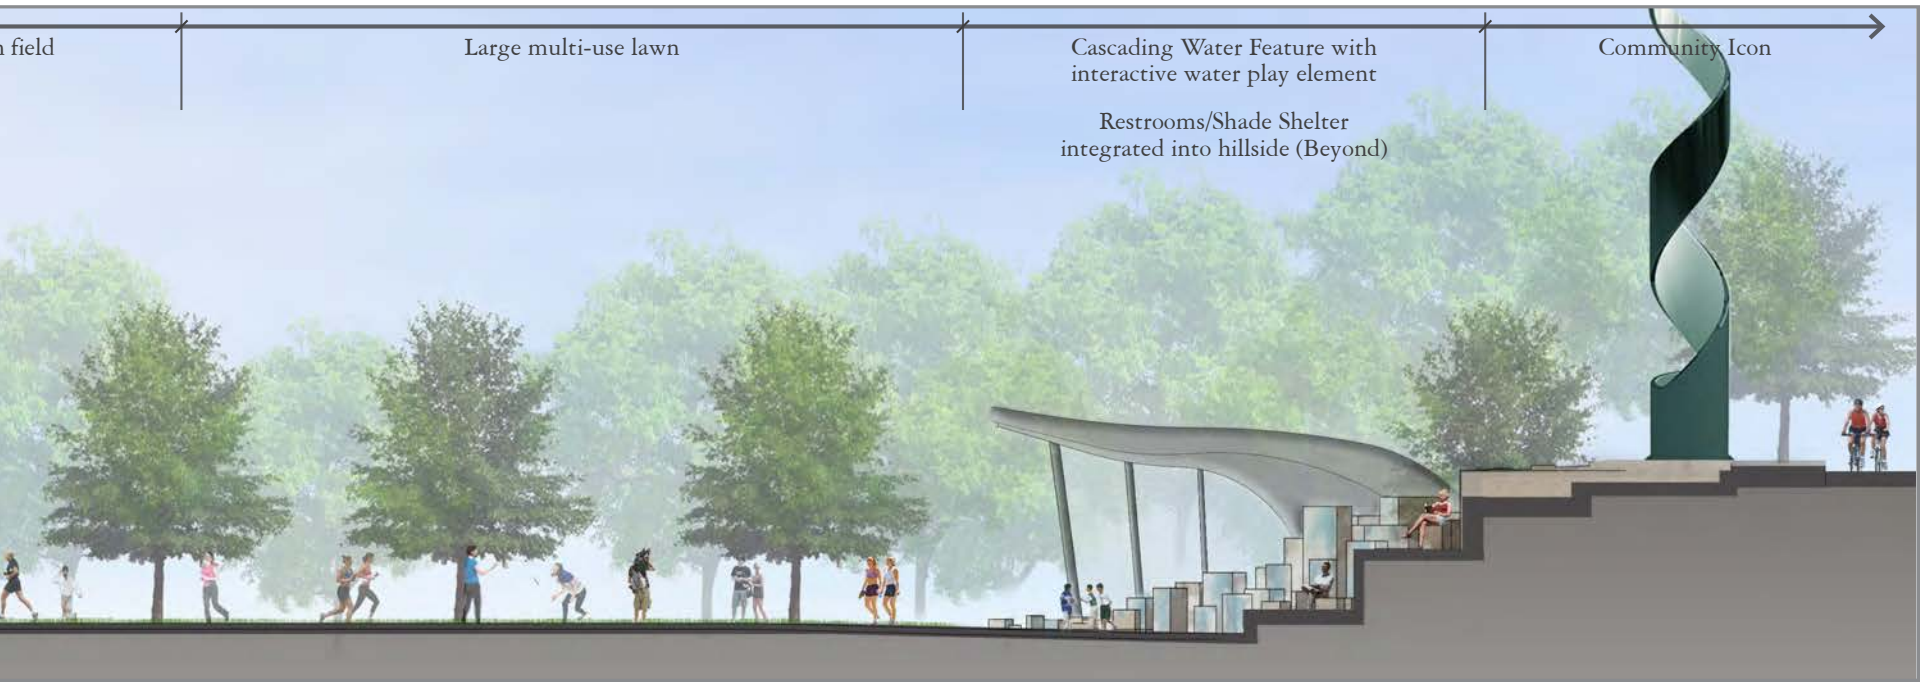 field
Large multi-use lawn
Cascading Water Feature with
interactive water play element
Restrooms/Shade Shelter
integrated into hillside (Beyond)
Community Icon